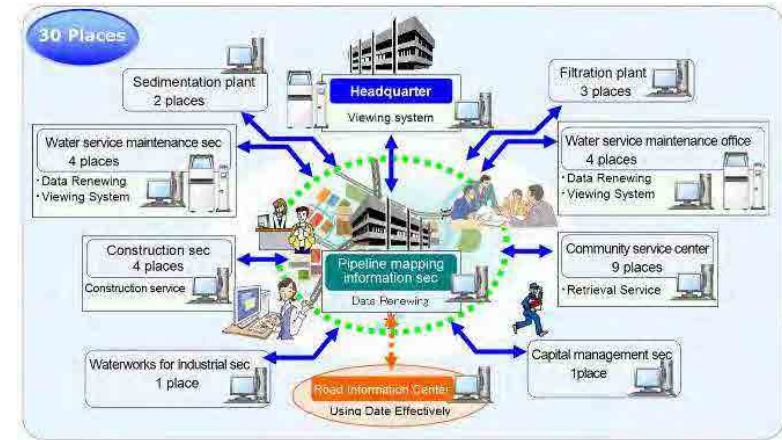 30 Places
Sedimentation plant
2 places
Headquarter
Viewing system
Filtration plant
3 places
Water service maintenance sec
4 places
・Data Renewing
・Viewing System
Water service maintenance office
4 places
・Data Renewing
・Viewing System
Construction sec
4 places
Construction service
Pipeline mapping
information sec
Data Renewing
Community service center
9 places
・Retrieval Service
Waterworks for industrial sec
1 place
Road Information Center
Using Date Effectively
Capital management sec
1place